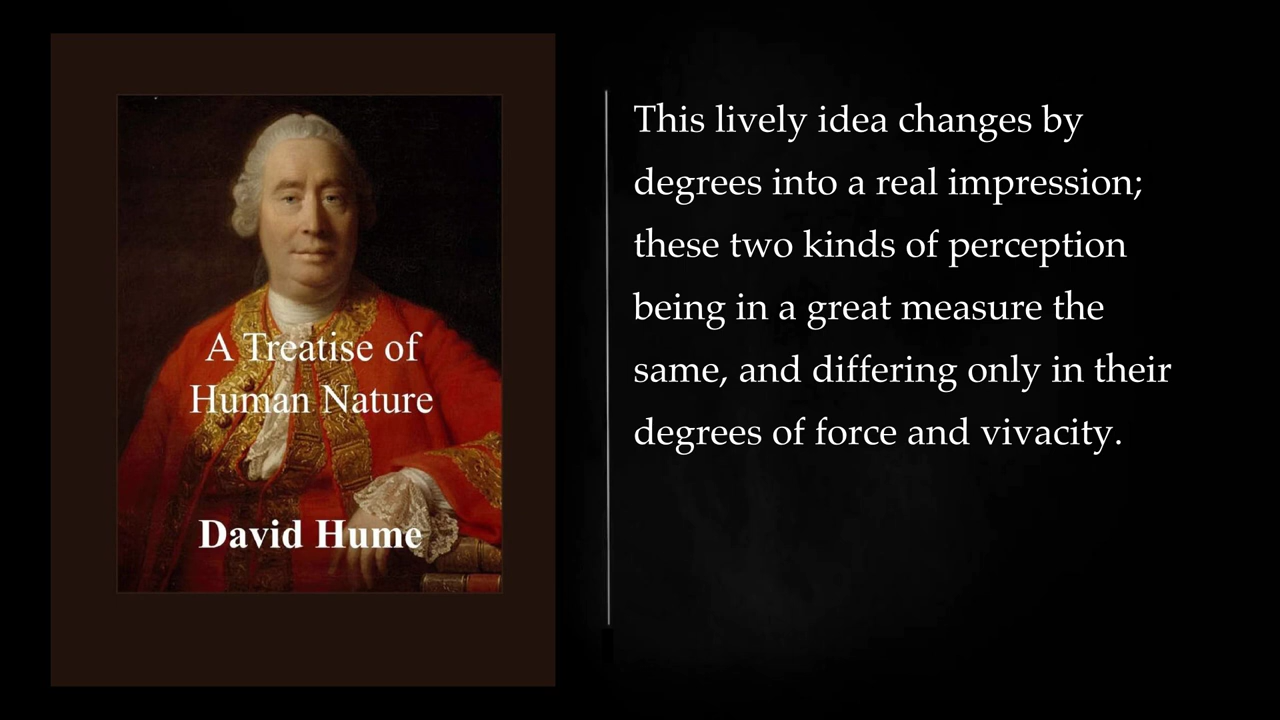 A Treatise of
Human Nature
David Hume
This lively idea changes by
degrees into a real impression;
these two kinds of perception
being in a great measure the
same, and differing only in their
degrees of force and vivacity.